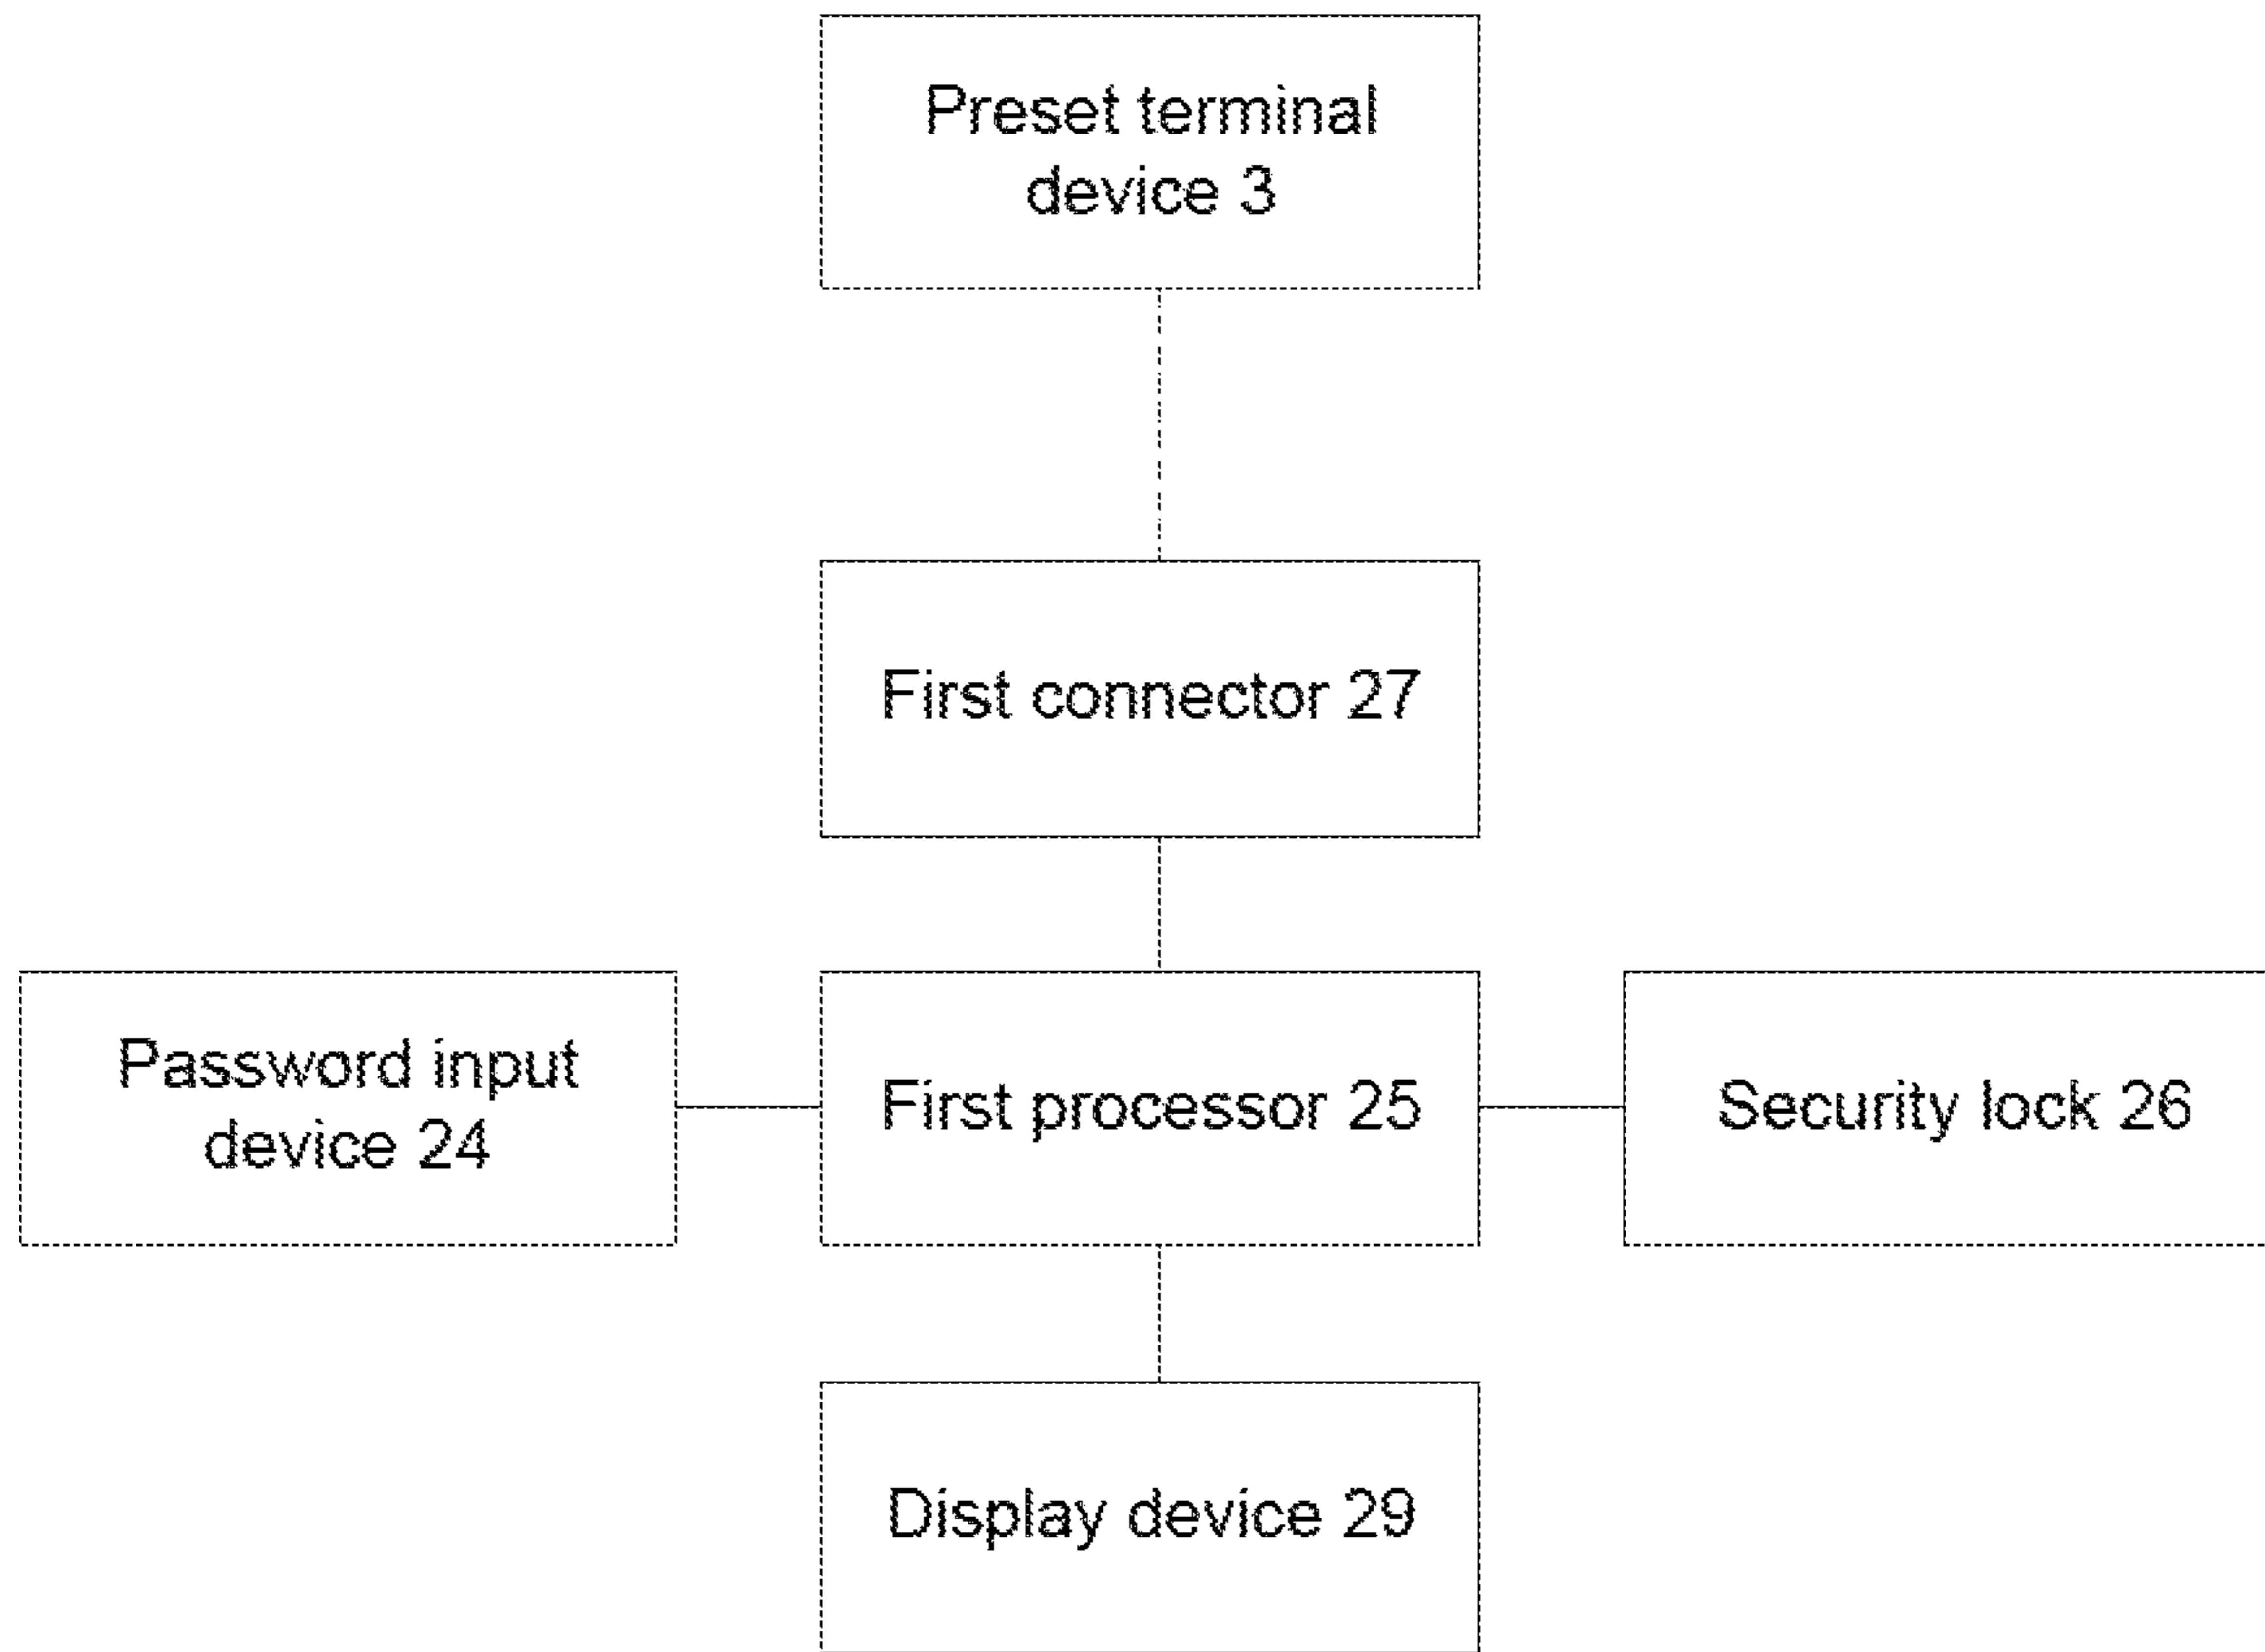 Preset terminal
device 3
First connector 27
Password input
device 24
First processor 25
Security lock 26
Display device 29